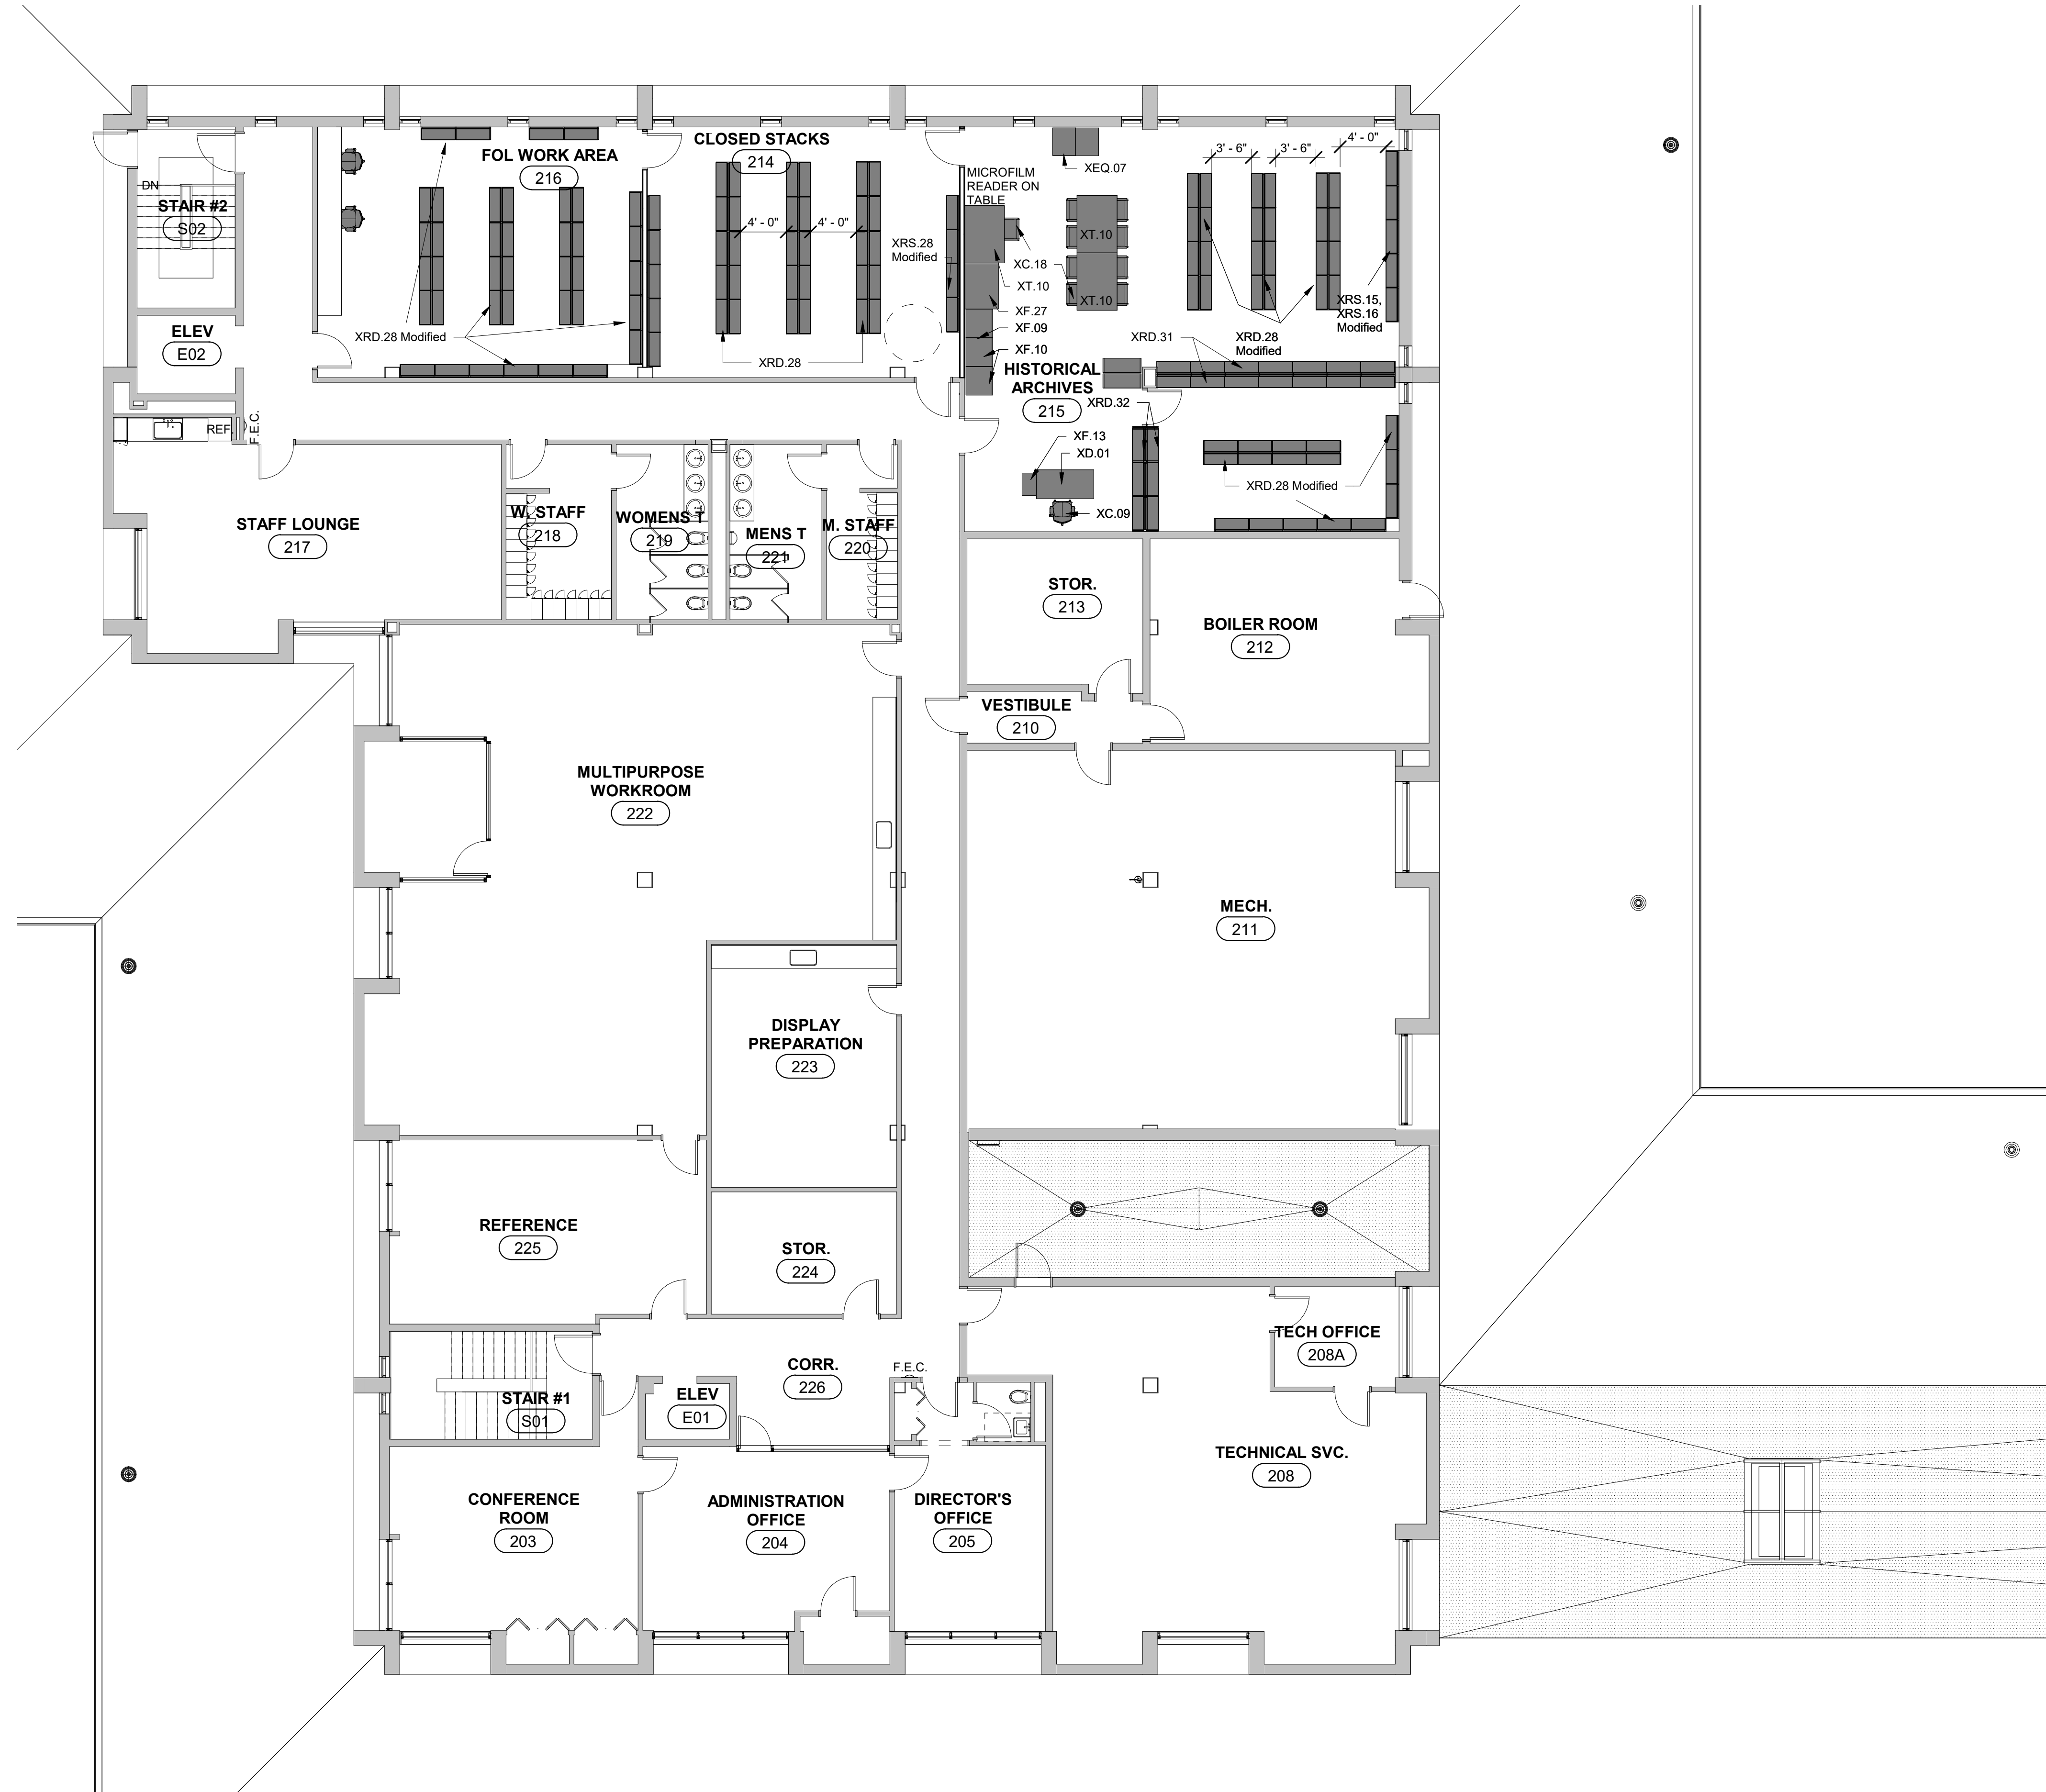 CLOSED STACKS
214
FOL WORK AREA
216
4' - 0"
3' - 6"
3' - 6"
XEQ.07
MICROFILM
READER ON
TABLE
DN
STAIR #2
S02
4' - 0"
4' - 0"
XRS.28
Modified
XT.10
XC.18
XT.10
XT.10
XF.27
XF.09
XF.10
XRS.15,
XRS.16
Modified
ELEV
E02
XRD.28 Modified
XRD.28
XRD.31
XRD.28
Modified
HISTORICAL
ARCHIVES
215
XRD.32
REF.
F.E.C.
XF.13
XD.01
XRD.28 Modified
XC.09
STAFF LOUNGE
217
W. STAFF
218
WOMENS T
219
MENS T
221
M. STAFF
220
STOR.
213
BOILER ROOM
212
VESTIBULE
210
MULTIPURPOSE
WORKROOM
222
MECH.
211
DISPLAY
PREPARATION
223
REFERENCE
225
STOR.
224
TECH OFFICE
208A
CORR.
226
F.E.C.
ELEV
E01
STAIR #1
S01
TECHNICAL SVC.
208
CONFERENCE
ROOM
203
ADMINISTRATION
OFFICE
204
DIRECTOR'S
OFFICE
205